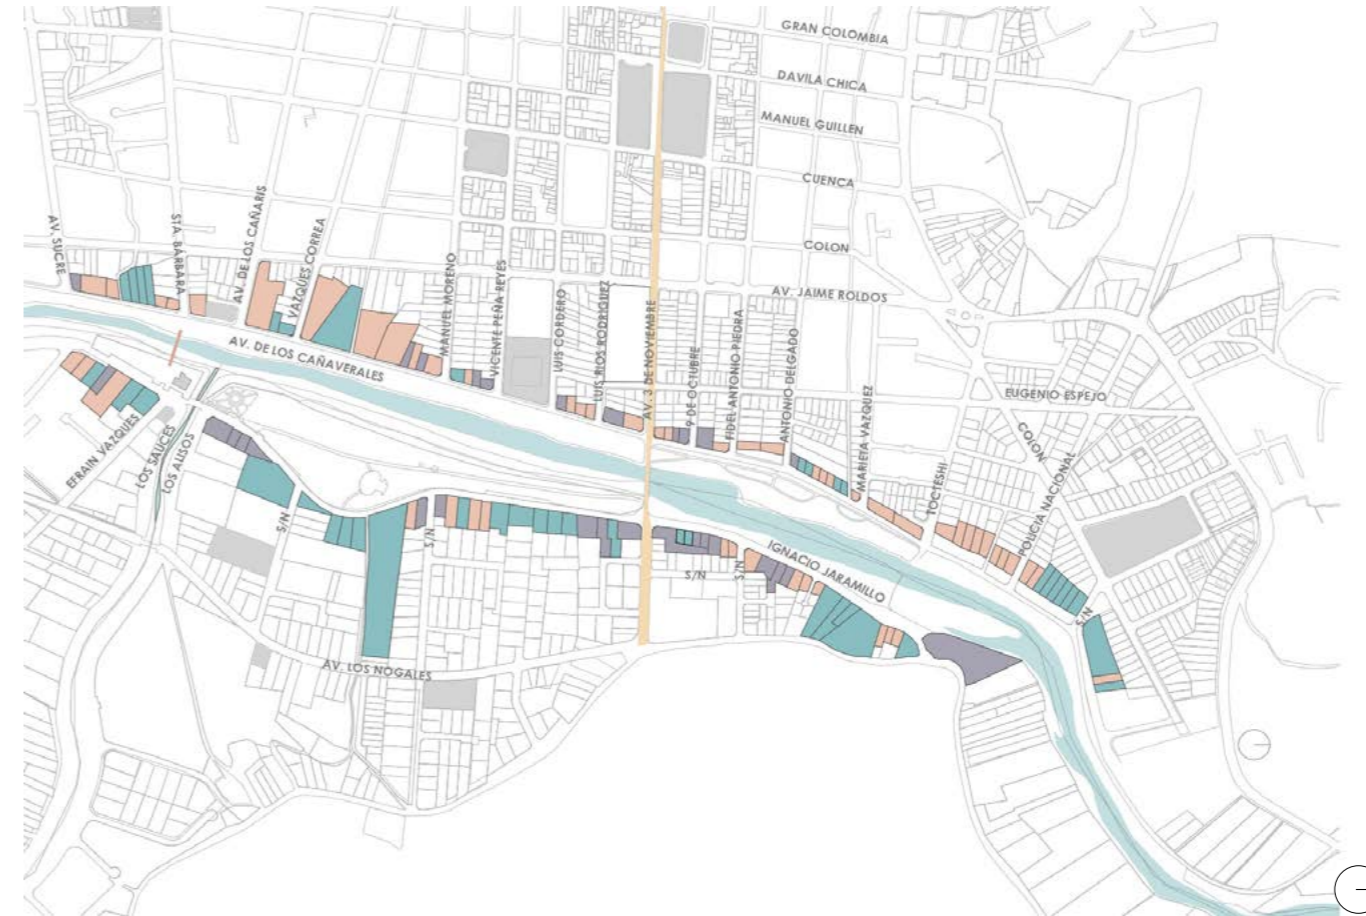 GRAN COLOMBIA
DAVILA CHICA
MANUEL GUILLEN
CUENCA
COLON
AV. JAIME ROLDOS
AV. SUCRE
STA. BARBARA
AV. DE LOS CAÑARIS
VAZQUES CORREA
MANUEL MORENO
VICENTE PEÑA REYES
LUIS CORDERO
LUIS RIOS RODRIGUEZ
AV. 3 DE NOVIEMBRE
9 DE OCTUBRE
FIDEL ANTONIO PIEDRA
ANTONIO DELGADO
MARIETA VAZQUEZ
TOCTESHI
EUGENIO ESPEJO
COLON
POLICIA NACIONAL
AV. DE LOS CAÑAVERALES
EFRAIN VAZQUES
LOS SAUCES
LOS ALISOS
S/N
S/N
IGNACIO JARAMILLO
S/N
S/N
S/N
AV. LOS NOGALES